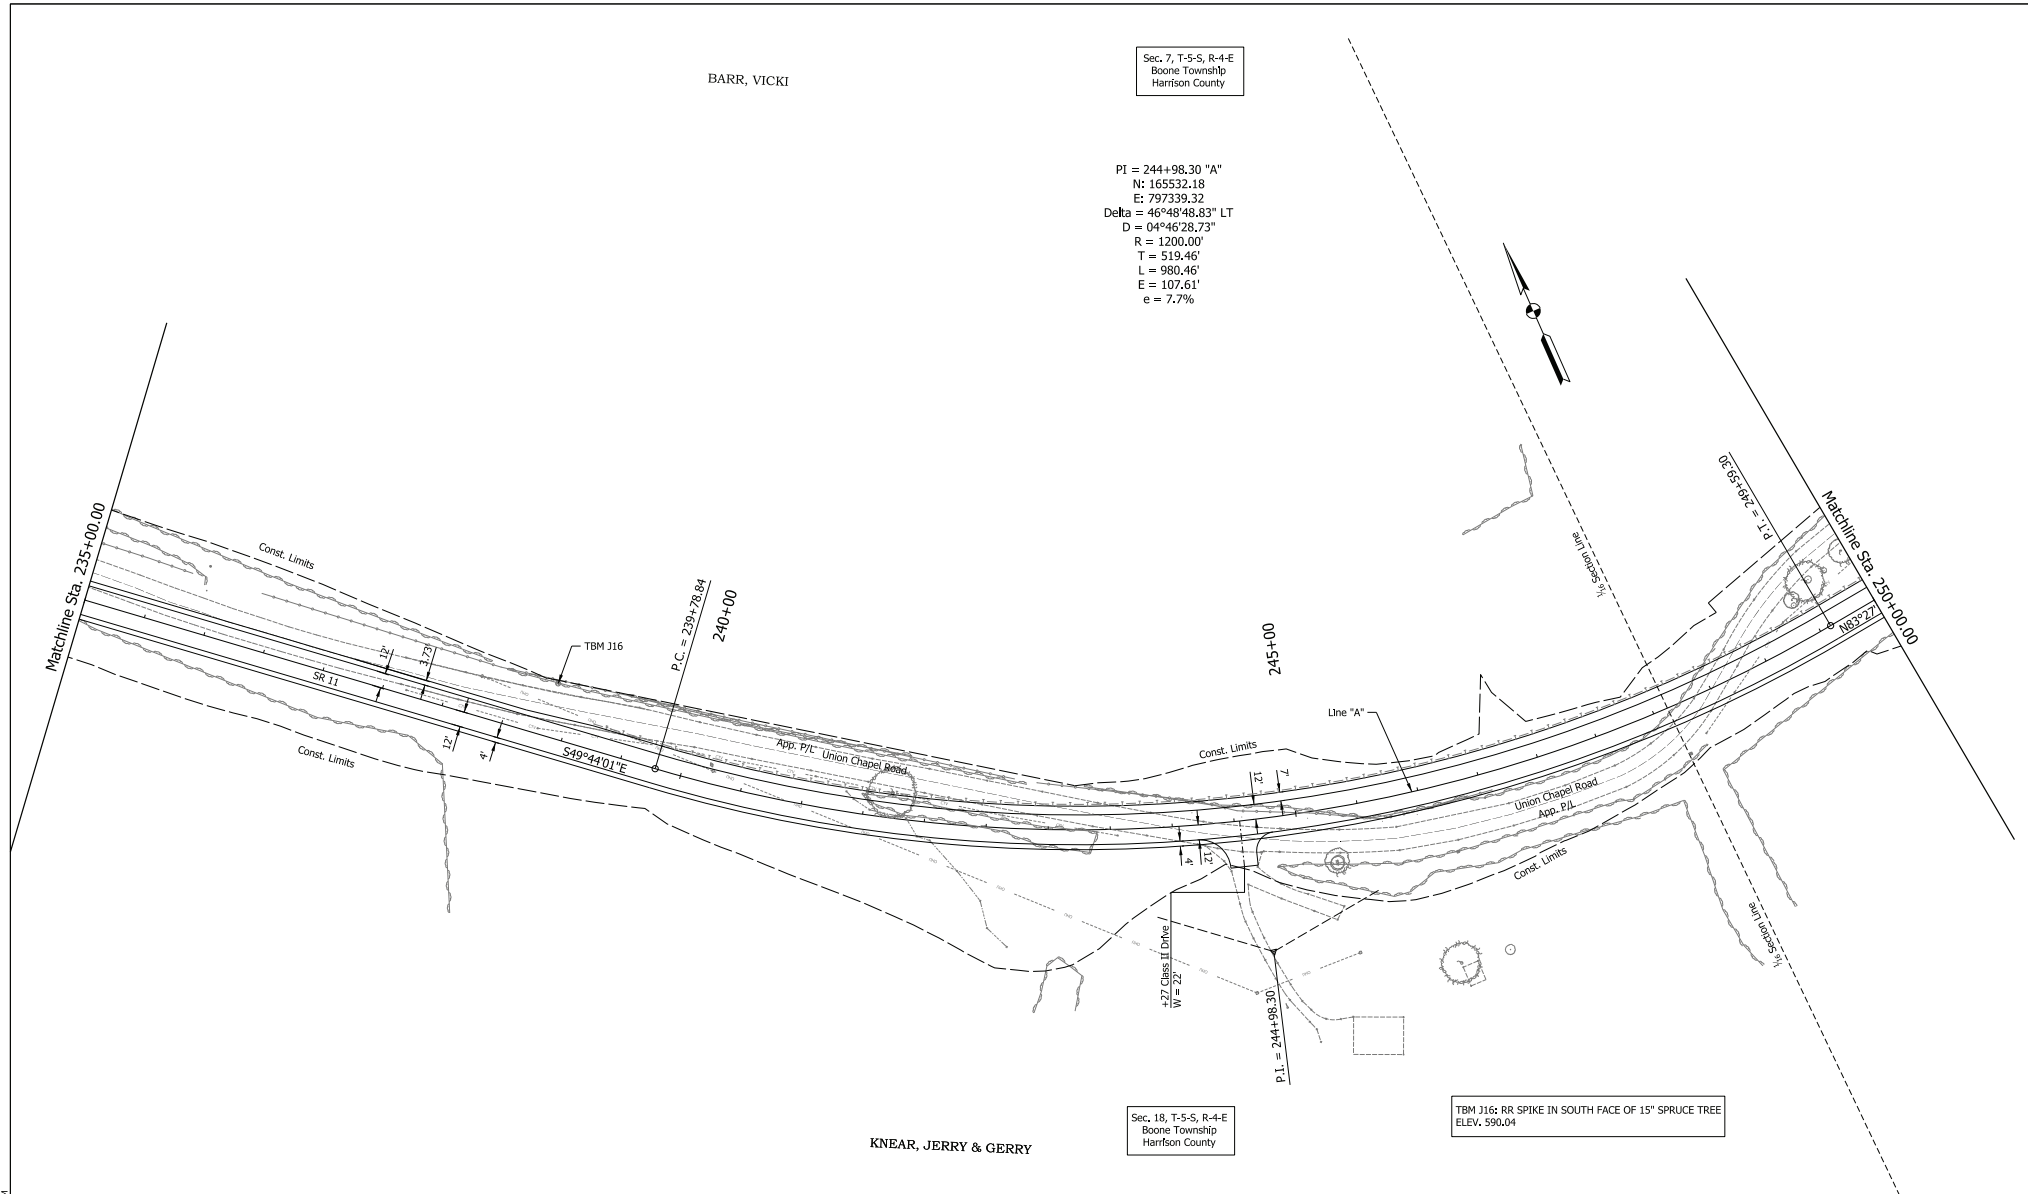 BARR, VICKI
Sec. 7, T-5-S, R-4-E
Boone Township
Harrison County
PI = 244+98.30 "A"
N: 165532.18
E: 797339.32
Delta = 46°48'48.83" LT
D = 04°46'28.73"
R = 1200.00'
T = 519.46'
L = 980.46'
E = 107.61'
e = 7.7%
Matchline Sta. 235+00.00
Const. Limits
SR 11
12'
3.73'
12'
4'
Const. Limits
TBM J16
S49°44'01"E
P.C. = 239+78.84
240+00
App. P/L
Union Chapel Road
245+00
Const. Limits
12'
7'
4'
12'
Line "A"
Union Chapel Road
App. P/L
Const. Limits
1/16 Section Line
P.T. = 249+59.30
Matchline Sta. 250+00.00
N83°27'
1/16 Section Line
+27 Class II Drive
W = 22'
P.I. = 244+98.30
Sec. 18, T-5-S, R-4-E
Boone Township
Harrison County
KNEAR, JERRY & GERRY
TBM J16: RR SPIKE IN SOUTH FACE OF 15" SPRUCE TREE
ELEV. 590.04